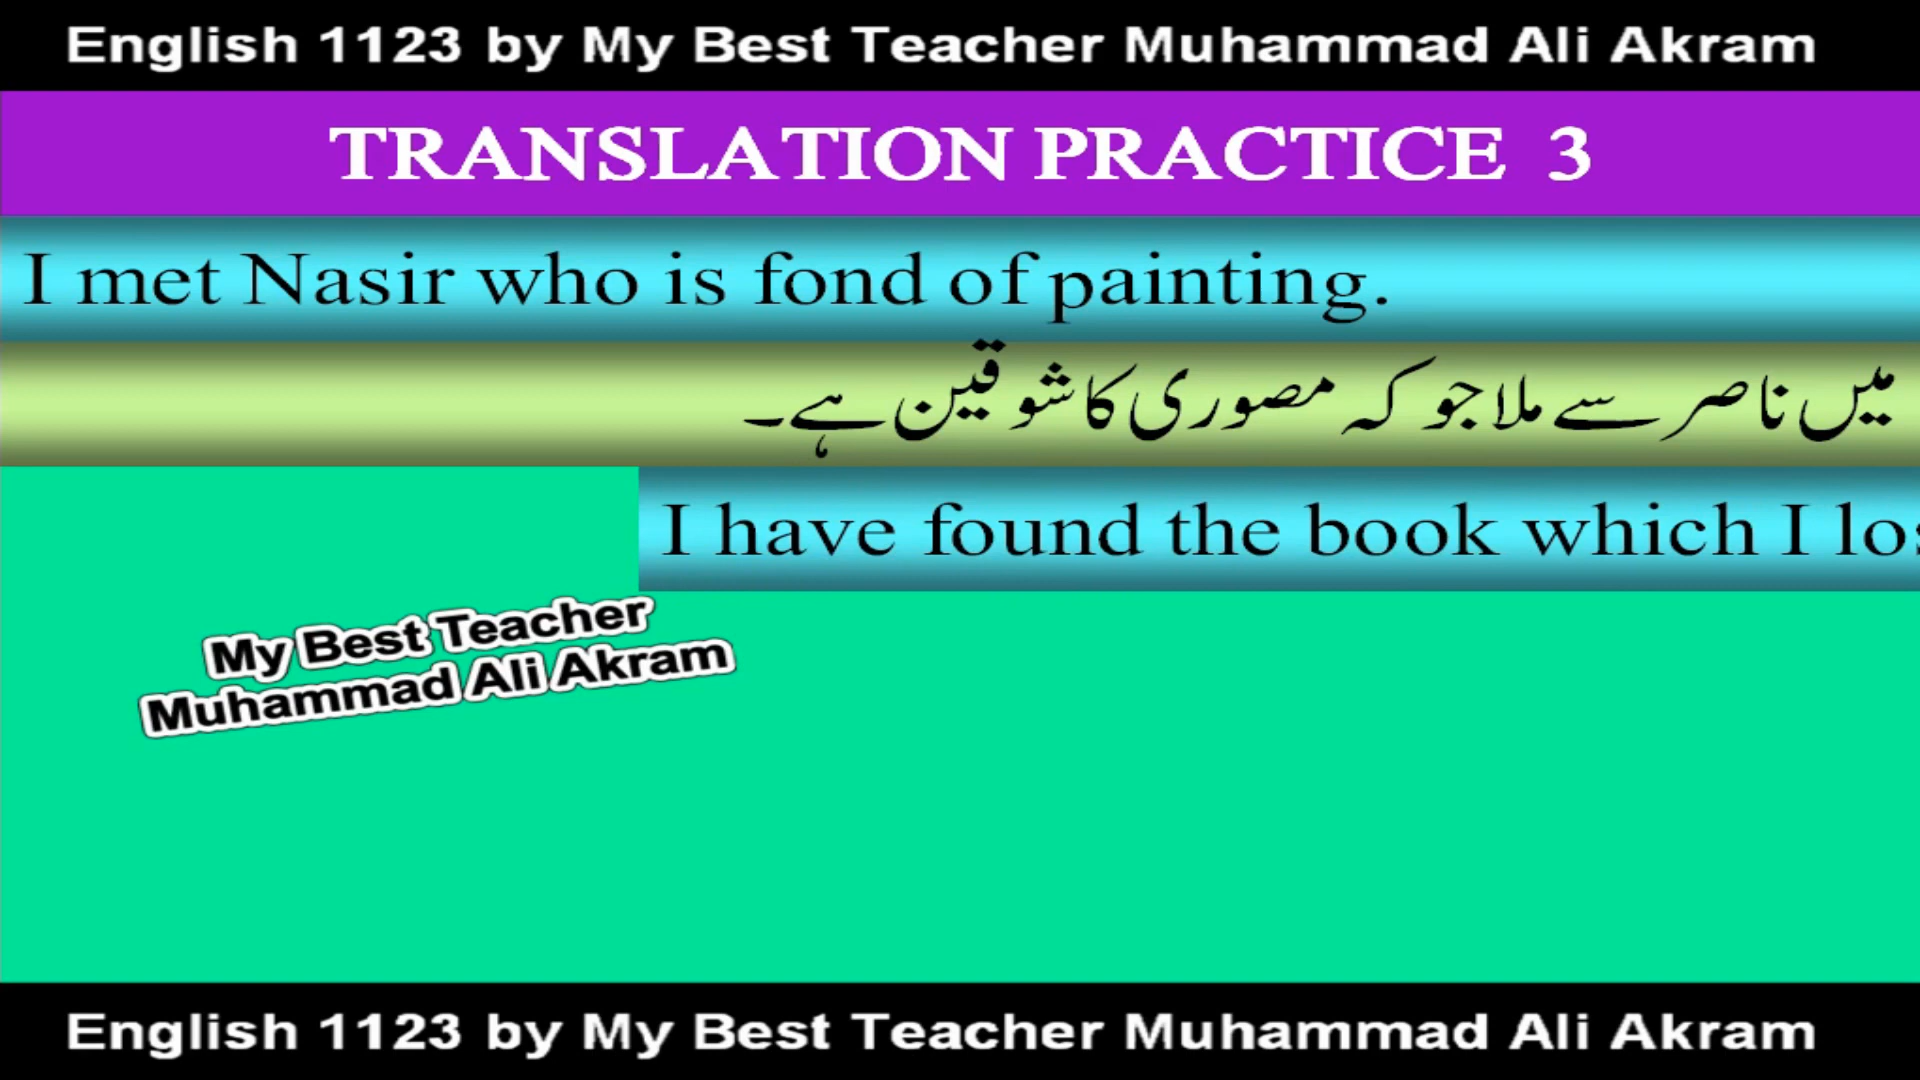 English 1123 by My Best Teacher Muhammad Ali Akram
TRANSLATION PRACTICE 3
I met Nasir who is fond of painting.
میں ناصر سے ملا جو کہ مصوری کا شوقین ہے۔
I have found the book which I
My Best Teacher
Muhammad Ali Akram
English 1123 by My Best Teacher Muhammad Ali Akram